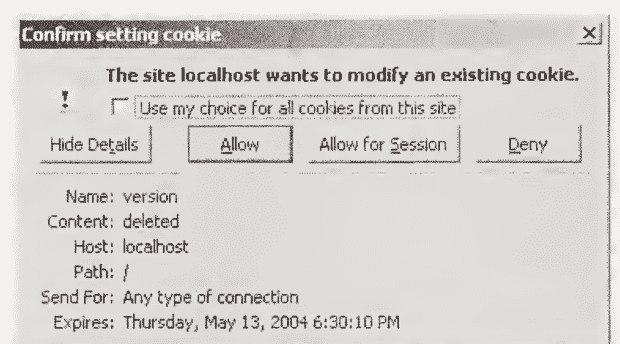 Confirm setting cookie
The site localhost wants to modify an existing cookie.
Use my choice for all cookies from this site
Hide Details Allow Allow for Session Deny
Name: version
Content: deleted
Host: localhost
Path: /
Send For: Any type of connection
Expires: Thursday, May 13, 2004 6:30:10 PM